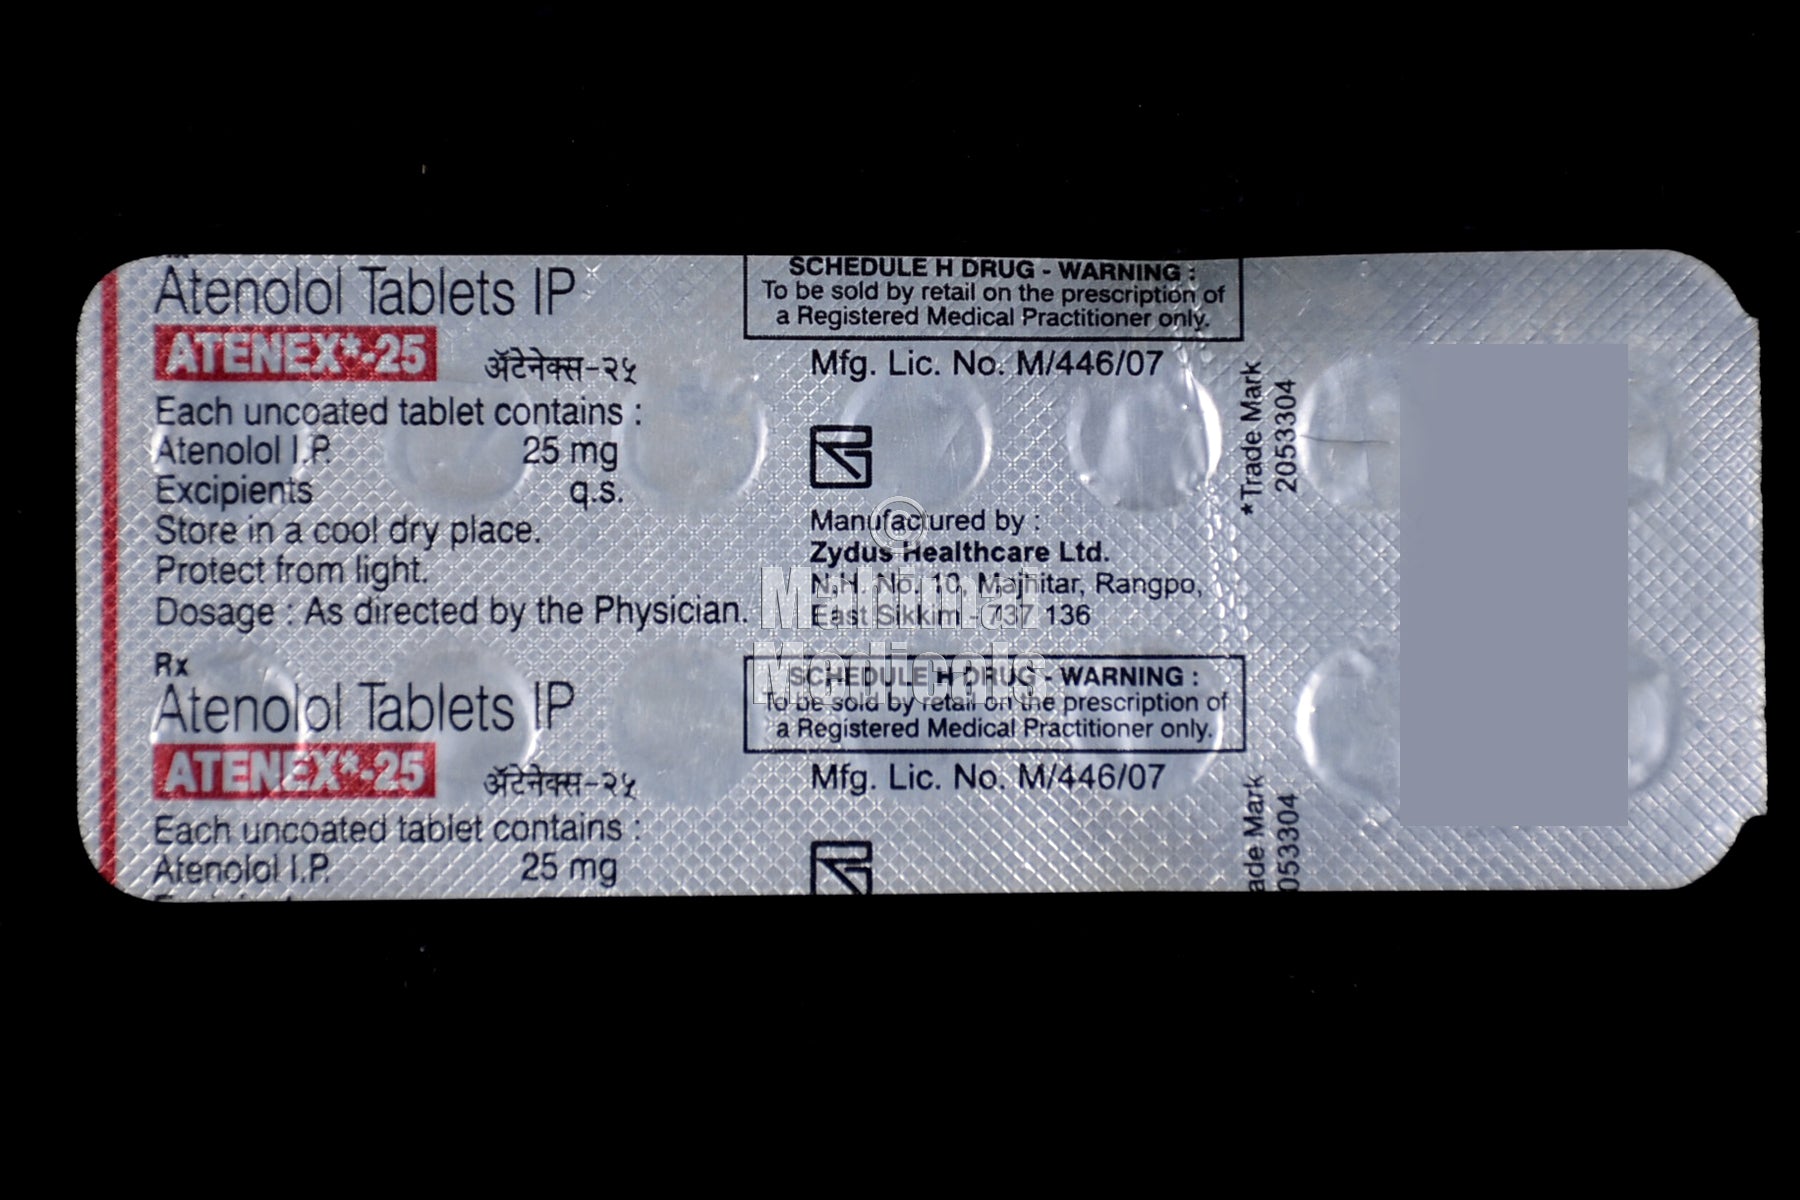 Atenolol Tablets IP
ATENEX*-25 ॲटेनेक्स-२५
Each uncoated tablet contains :
Atenolol I.P. 25 mg
Excipients q.s.
Store in a cool dry place.
Protect from light.
Dosage : As directed by the Physician.
Rx
Atenolol Tablets IP
ATENEX*-25 ॲटेनेक्स-२५
Each uncoated tablet contains :
Atenolol I.P. 25 mg
SCHEDULE H DRUG - WARNING :
To be sold by retail on the prescription of
a Registered Medical Practitioner only.
Mfg. Lic. No. M/446/07
Manufactured by :
Zydus Healthcare Ltd.
N.H. No. 10, Majhitar, Rangpo,
East Sikkim - 737 136
SCHEDULE H DRUG - WARNING :
To be sold by retail on the prescription of
a Registered Medical Practitioner only.
Mfg. Lic. No. M/446/07
*Trade Mark
2053304
ade Mark
053304
©
Mahimai
Medicals